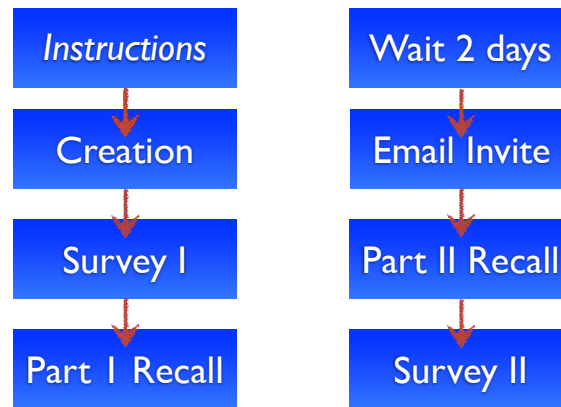 Instructions
Creation
Survey I
Part 1 Recall
Wait 2 days
Email Invite
Part II Recall
Survey II